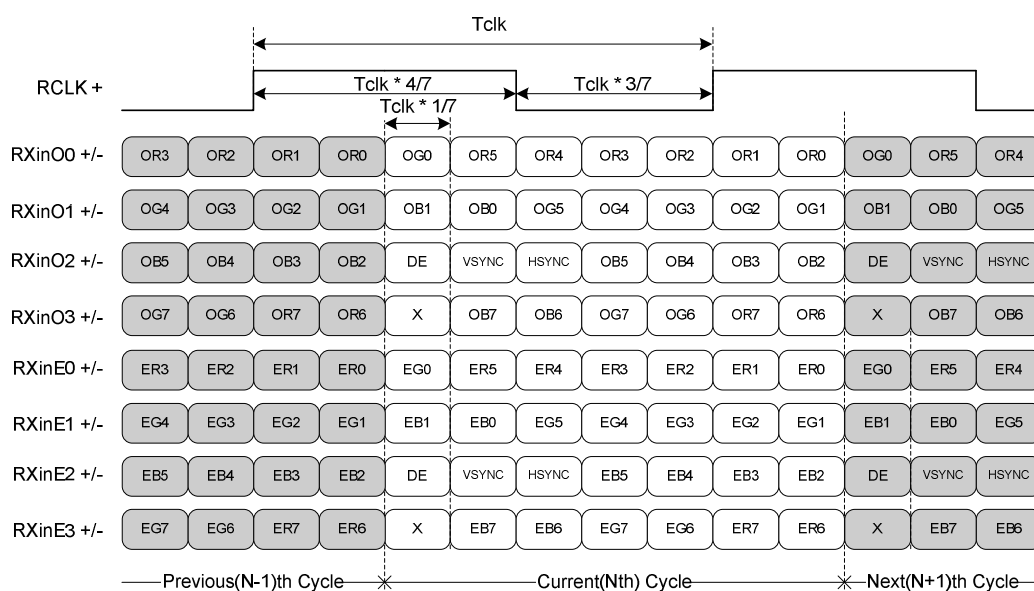 Tclk
RCLK +
Tclk * 4/7
Tclk * 3/7
Tclk * 1/7
RXinO0 +/- OR3 OR2 OR1 OR0 OG0 OR5 OR4 OR3 OR2 OR1 OR0 OG0 OR5 OR4
RXinO1 +/- OG4 OG3 OG2 OG1 OB1 OB0 OG5 OG4 OG3 OG2 OG1 OB1 OB0 OG5
RXinO2 +/- OB5 OB4 OB3 OB2 DE VSYNC HSYNC OB5 OB4 OB3 OB2 DE VSYNC HSYNC
RXinO3 +/- OG7 OG6 OR7 OR6 X OB7 OB6 OG7 OG6 OR7 OR6 X OB7 OB6
RXinE0 +/- ER3 ER2 ER1 ER0 EG0 ER5 ER4 ER3 ER2 ER1 ER0 EG0 ER5 ER4
RXinE1 +/- EG4 EG3 EG2 EG1 EB1 EB0 EG5 EG4 EG3 EG2 EG1 EB1 EB0 EG5
RXinE2 +/- EB5 EB4 EB3 EB2 DE VSYNC HSYNC EB5 EB4 EB3 EB2 DE VSYNC HSYNC
RXinE3 +/- EG7 EG6 ER7 ER6 X EB7 EB6 EG7 EG6 ER7 ER6 X EB7 EB6
Previous(N-1)th Cycle Current(Nth) Cycle Next(N+1)th Cycle